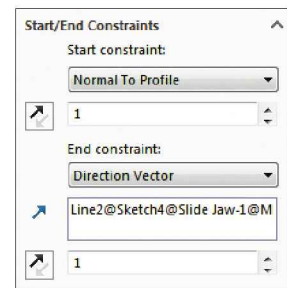 Start/End Constraints
Start constraint:
Normal To Profile
1
End constraint:
Direction Vector
Line2@Sketch4@Slide Jaw-1@M
1